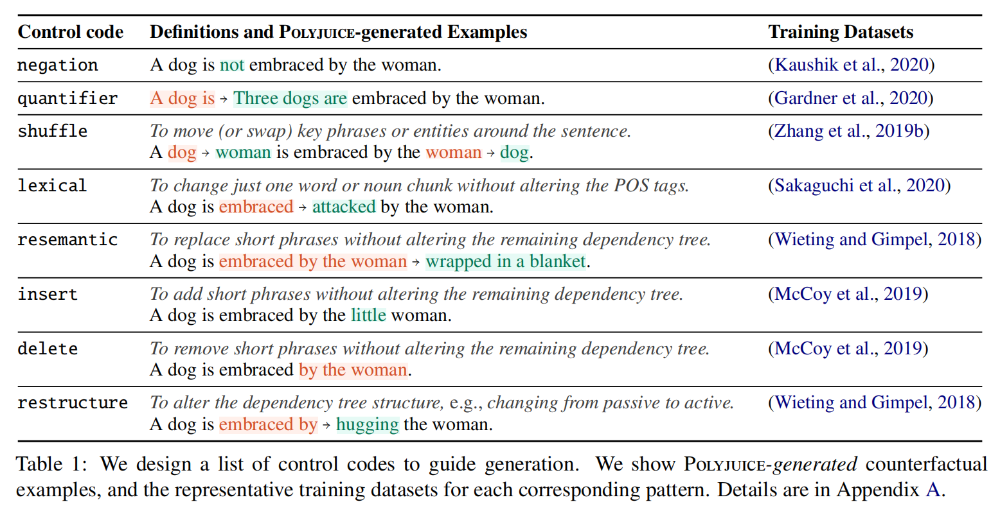 Control code Definitions and POLYJUICE-generated Examples Training Datasets
negation A dog is not embraced by the woman. (Kaushik et al., 2020)
quantifier A dog is → Three dogs are embraced by the woman. (Gardner et al., 2020)
shuffle To move (or swap) key phrases or entities around the sentence. (Zhang et al., 2019b)
A dog → woman is embraced by the woman → dog.
lexical To change just one word or noun chunk without altering the POS tags. (Sakaguchi et al., 2020)
A dog is embraced → attacked by the woman.
resemantic To replace short phrases without altering the remaining dependency tree. (Wieting and Gimpel, 2018)
A dog is embraced by the woman → wrapped in a blanket.
insert To add short phrases without altering the remaining dependency tree. (McCoy et al., 2019)
A dog is embraced by the little woman.
delete To remove short phrases without altering the remaining dependency tree. (McCoy et al., 2019)
A dog is embraced by the woman.
restructure To alter the dependency tree structure, e.g., changing from passive to active. (Wieting and Gimpel, 2018)
A dog is embraced by → hugging the woman.
Table 1: We design a list of control codes to guide generation. We show POLYJUICE-generated counterfactual
examples, and the representative training datasets for each corresponding pattern. Details are in Appendix A.